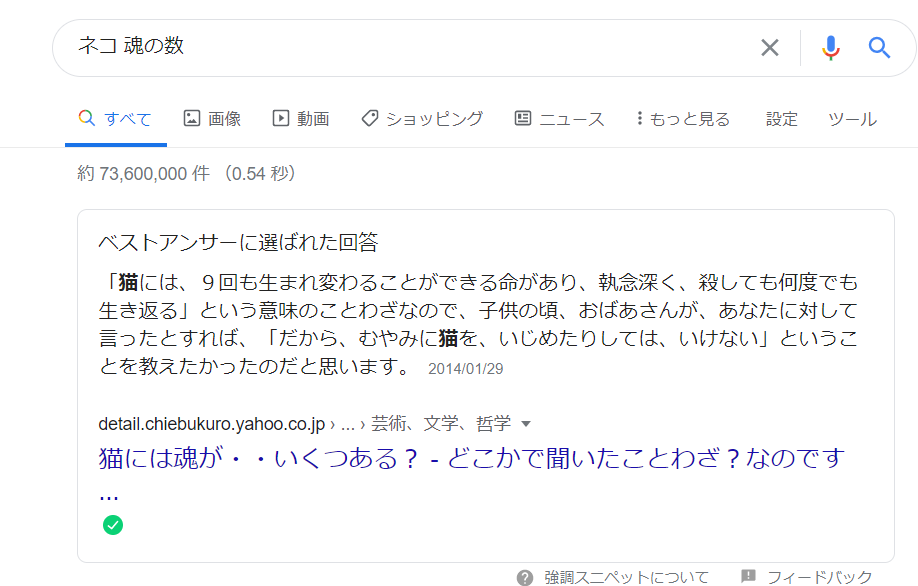 ネコ 魂の数
すべて 画像 動画 ショッピング ニュース もっと見る 設定 ツール
約 73,600,000 件 （0.54 秒）
ベストアンサーに選ばれた回答
「猫には、９回も生まれ変わることができる命があり、執念深く、殺しても何度でも
生き返る」という意味のことわざなので、子供の頃、おばあさんが、あなたに対して
言ったとすれば、「だから、むやみに猫を、いじめたりしては、いけない」というこ
とを教えたかったのだと思います。 2014/01/29
detail.chiebukuro.yahoo.co.jp › ... › 芸術、文学、哲学
猫には魂が・・いくつある？ - どこかで聞いたことわざ？なのです
...
強調スニペットについて フィードバック